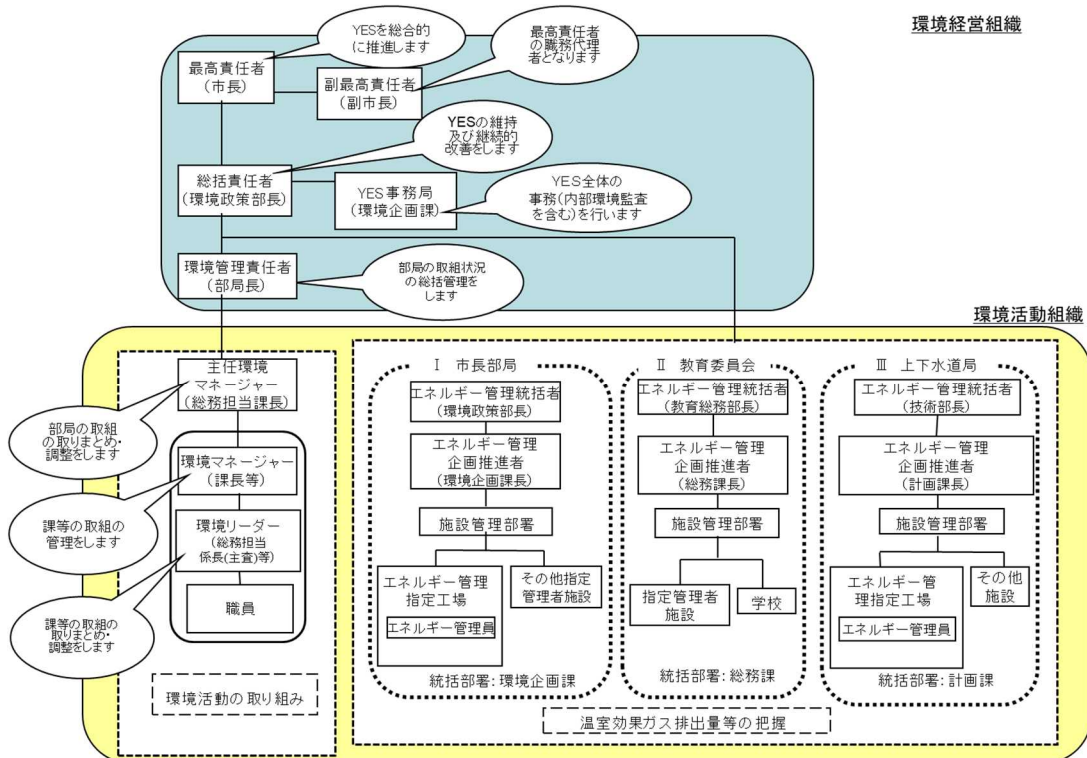 環境経営組織
YESを総合的
に推進します
最高責任者
の職務代理
者となります
最高責任者
(市長)
副最高責任者
(副市長)
YESの維持
及び継続的
改善をします
総括責任者
(環境政策部長)
YES事務局
(環境企画課)
YES全体の
事務(内部環境監査
を含む)を行います
環境管理責任者
(部局長)
部局の取組状況
の総括管理を
します
環境活動組織
主任環境
マネージャー
(総務担当課長)
部局の取組
の取りまとめ・
調整をします
環境マネージャー
(課長等)
課等の取組の
管理をします
環境リーダー
(総務担当
係長(主査)等)
職員
課等の取組の
取りまとめ・
調整をします
環境活動の取り組み
Ⅰ 市長部局
エネルギー管理統括者
(環境政策部長)
エネルギー管理
企画推進者
(環境企画課長)
施設管理部署
エネルギー管理
指定工場
エネルギー管理員
その他指定
管理者施設
統括部署:環境企画課
Ⅱ 教育委員会
エネルギー管理統括者
(教育総務部長)
エネルギー管理
企画推進者
(総務課長)
施設管理部署
指定管理者
施設
学校
統括部署:総務課
Ⅲ 上下水道局
エネルギー管理統括者
(技術部長)
エネルギー管理
企画推進者
(計画課長)
施設管理部署
エネルギー管
理指定工場
エネルギー管理員
その他
施設
統括部署:計画課
温室効果ガス排出量等の把握